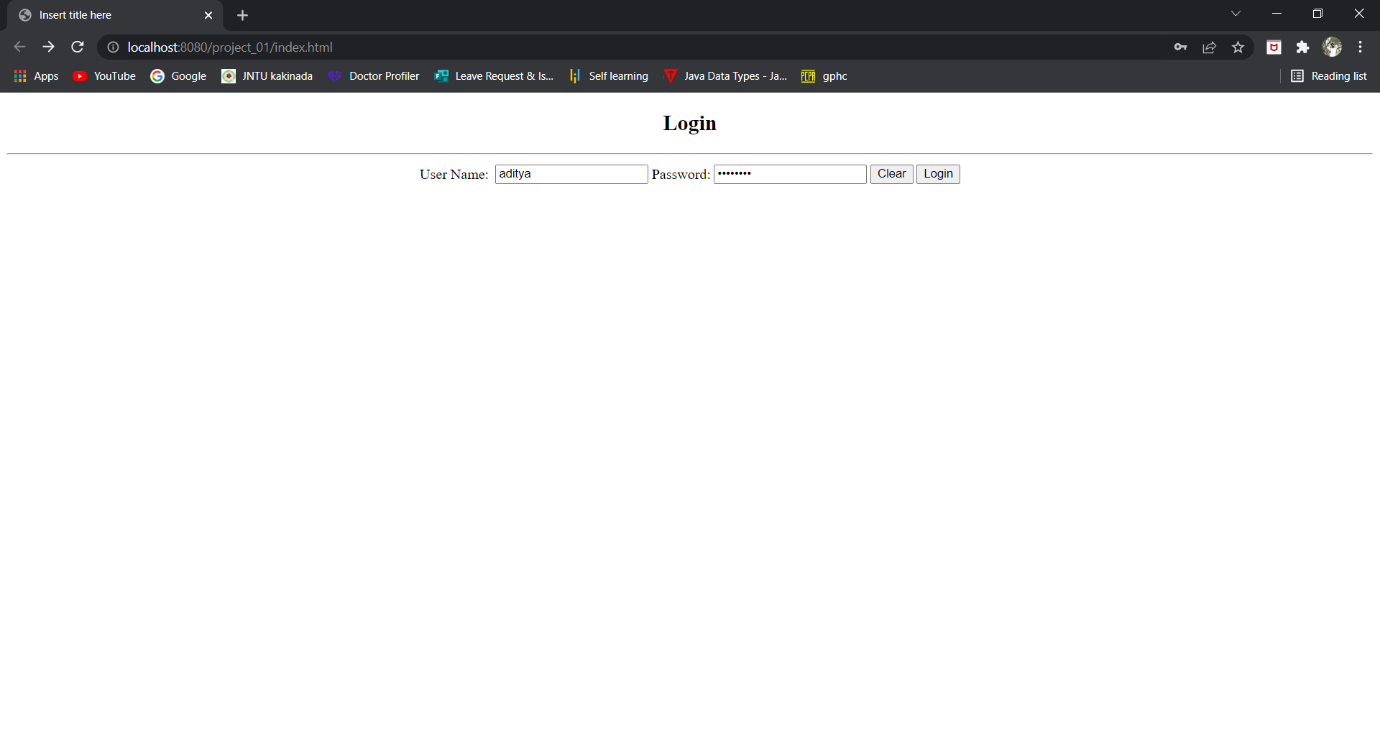 Insert title here
localhost:8080/project_01/index.html
Apps YouTube Google JNTU kakinada Doctor Profiler Leave Request & Is... Self learning Java Data Types - Ja... gphc Reading list
Login
User Name: aditya Password: •••••••• Clear Login